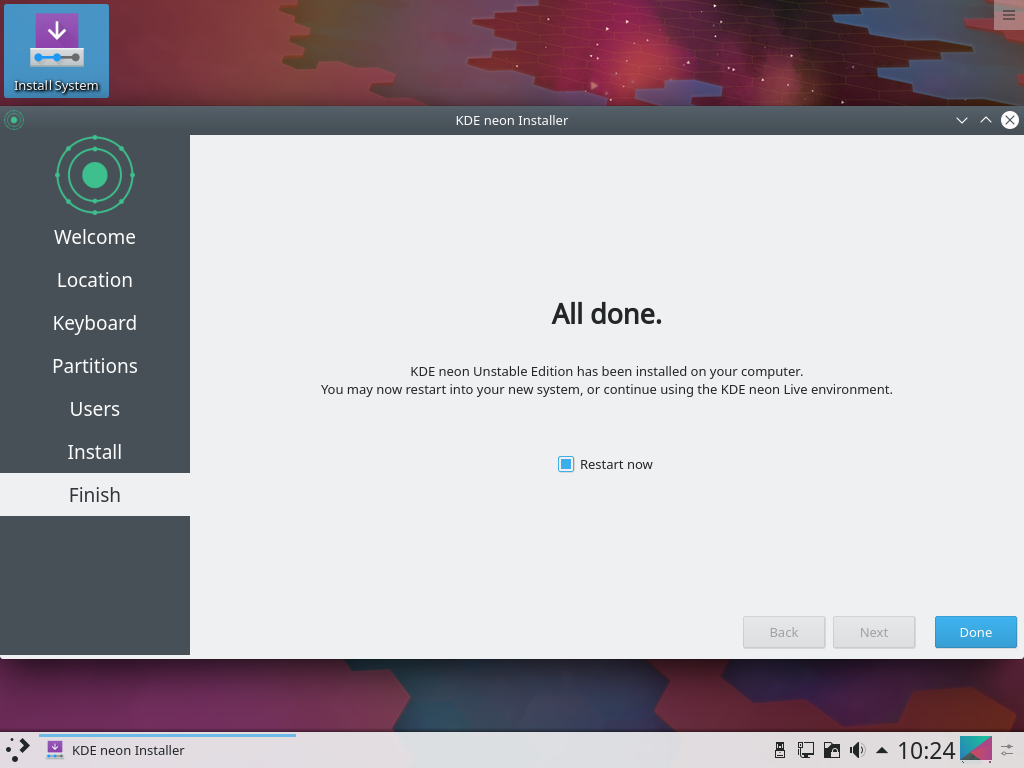 Install System
KDE neon Installer
Welcome
Location
Keyboard
Partitions
Users
Install
Finish
All done.
KDE neon Unstable Edition has been installed on your computer.
You may now restart into your new system, or continue using the KDE neon Live environment.
Restart now
Back
Next
Done
KDE neon Installer
10:24